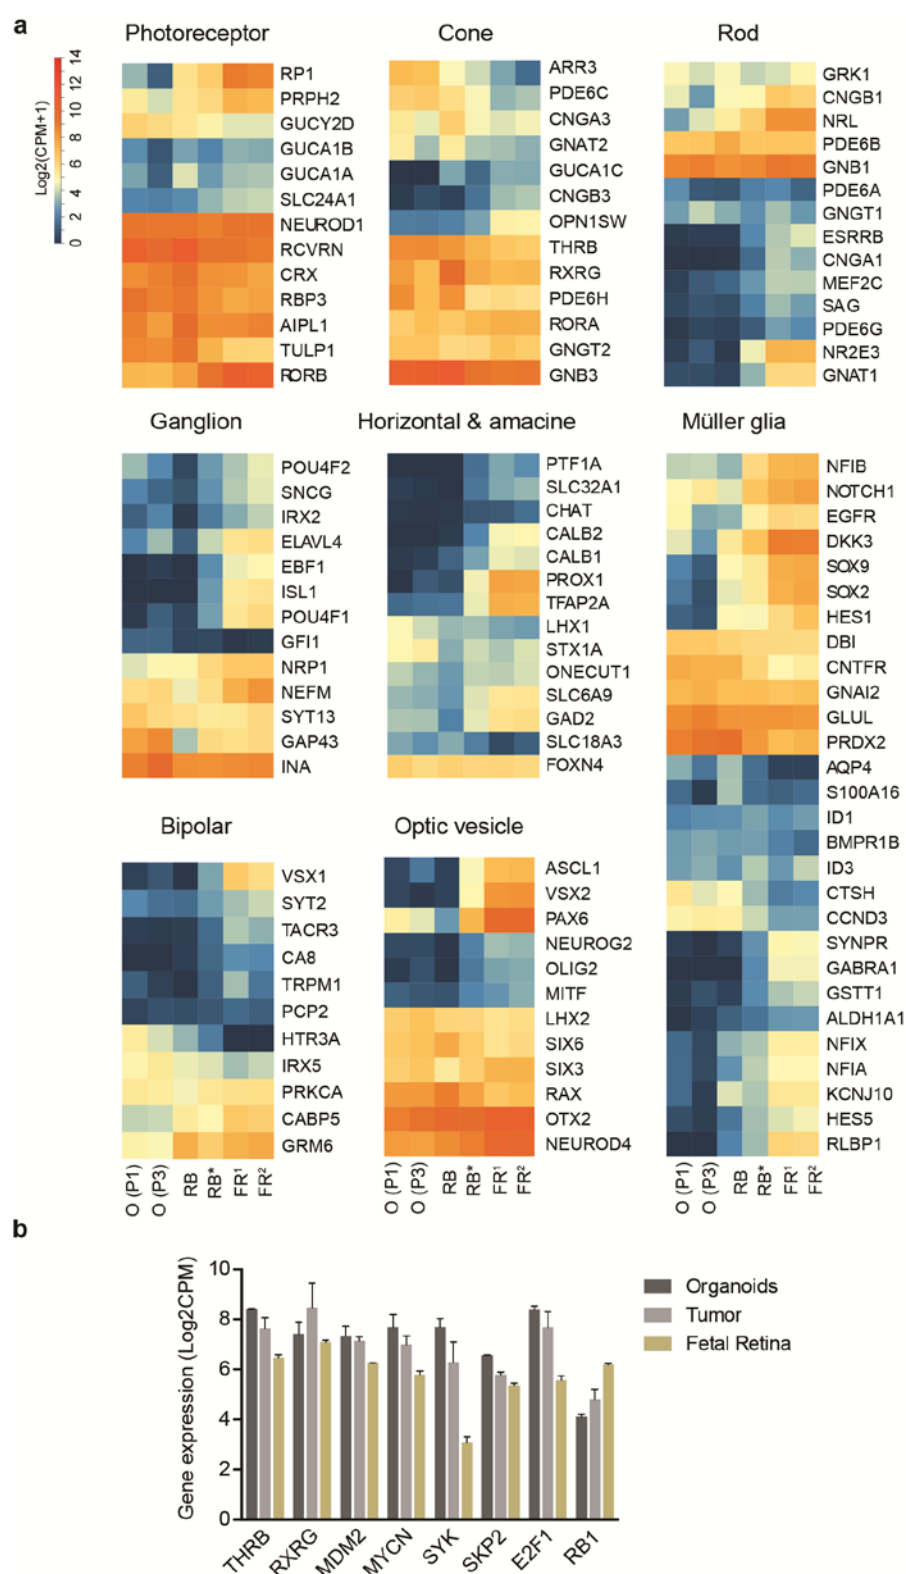 a
Photoreceptor
Cone
Rod
Log2(CPM+1)
14
12
10
8
6
4
2
0
RP1
PRPH2
GUCY2D
GUCA1B
GUCA1A
SLC24A1
NEUROD1
RCVRN
CRX
RBP3
AIPL1
TULP1
RORB
ARR3
PDE6C
CNGA3
GNAT2
GUCA1C
CNGB3
OPN1SW
THRB
RXRG
PDE6H
RORA
GNGT2
GNB3
GRK1
CNGB1
NRL
PDE6B
GNB1
PDE6A
GNGT1
ESRRB
CNGA1
MEF2C
SAG
PDE6G
NR2E3
GNAT1
Ganglion
Horizontal & amacine
Müller glia
POU4F2
SNCG
IRX2
ELAVL4
EBF1
ISL1
POU4F1
GFI1
NRP1
NEFM
SYT13
GAP43
INA
PTF1A
SLC32A1
CHAT
CALB2
CALB1
PROX1
TFAP2A
LHX1
STX1A
ONECUT1
SLC6A9
GAD2
SLC18A3
FOXN4
NFIB
NOTCH1
EGFR
DKK3
SOX9
SOX2
HES1
DBI
CNTFR
GNAI2
GLUL
PRDX2
AQP4
S100A16
ID1
BMPR1B
ID3
CTSH
CCND3
SYNPR
GABRA1
GSTT1
ALDH1A1
NFIX
NFIA
KCNJ10
HES5
RLBP1
O (P1)
O (P3)
RB
RB*
FR¹
FR²
Bipolar
Optic vesicle
VSX1
SYT2
TACR3
CA8
TRPM1
PCP2
HTR3A
IRX5
PRKCA
CABP5
GRM6
O (P1)
O (P3)
RB
RB*
FR¹
FR²
ASCL1
VSX2
PAX6
NEUROG2
OLIG2
MITF
LHX2
SIX6
SIX3
RAX
OTX2
NEUROD4
O (P1)
O (P3)
RB
RB*
FR¹
FR²
b
Gene expression (Log2CPM)
10
8
6
4
2
0
THRB
RXRG
MDM2
MYCN
SYK
SKP2
E2F1
RB1
Organoids
Tumor
Fetal Retina